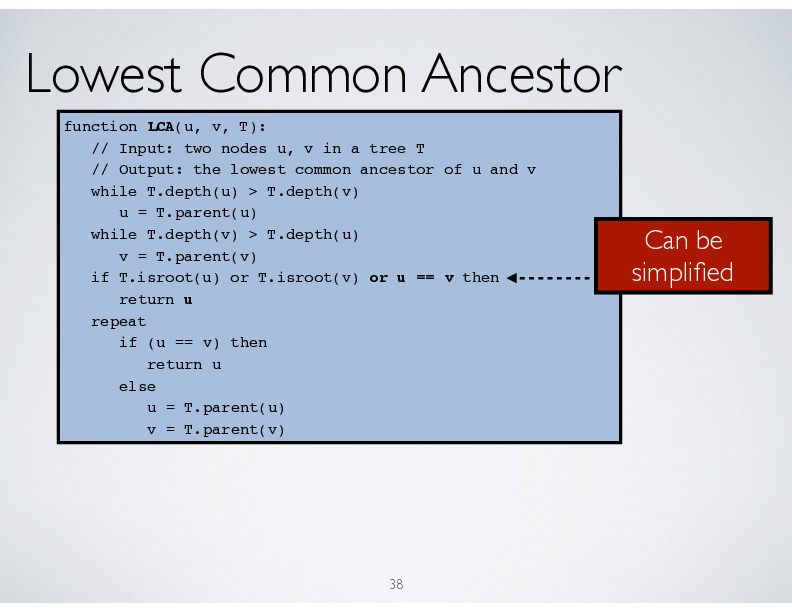 Lowest Common Ancestor
function LCA(u, v, T):
// Input: two nodes u, v in a tree T
// Output: the lowest common ancestor of u and v
while T.depth(u) > T.depth(v)
u = T.parent(u)
while T.depth(v) > T.depth(u)
v = T.parent(v)
if T.isroot(u) or T.isroot(v) or u == v then
return u
repeat
if (u == v) then
return u
else
u = T.parent(u)
v = T.parent(v)
Can be
simplified
38